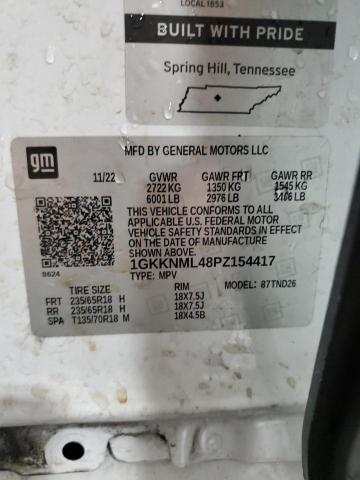 LOCAL 1853
BUILT WITH PRIDE
Spring Hill, Tennessee
gm
MFD BY GENERAL MOTORS LLC
11/22 GVWR GAWR FRT GAWR RR
2722 KG 1350 KG 1545 KG
6001 LB 2976 LB 3406 LB
THIS VEHICLE CONFORMS TO ALL
APPLICABLE U.S. FEDERAL MOTOR
VEHICLE SAFETY STANDARDS IN EFFECT
ON THE DATE OF MANUFACTURE
SHOWN ABOVE.
1GKKNML48PZ154417
8624
TYPE: MPV
MODEL: 87TND26
TIRE SIZE RIM
FRT 235/65R18 H 18X7.5J
RR 235/65R18 H 18X7.5J
SPA T135/70R18 M 18X4.5B